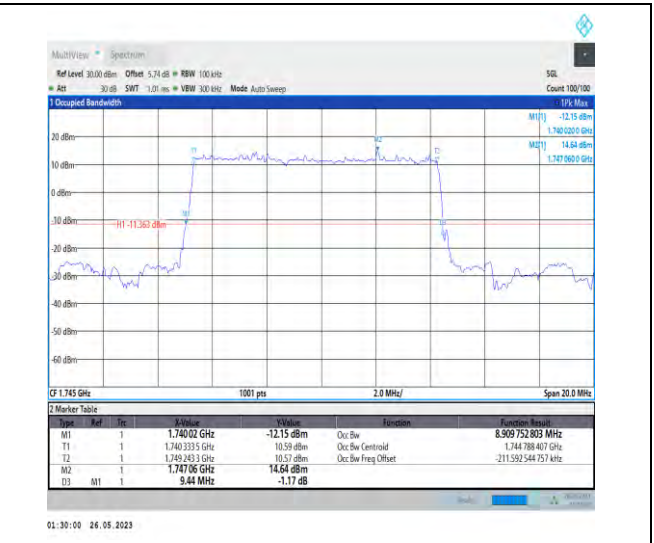 MultiView Spectrum
Ref Level 30.00 dBm Offset 5.74 dB RBW 100 kHz SGL
Att 30 dB SWT 1.01 ms VBW 300 kHz Mode Auto Sweep Count 100/100
1 Occupied Bandwidth 1Pk Max
M1[1] -12.15 dBm
1.740 020 0 GHz
M2[1] 14.64 dBm
1.747 060 0 GHz
20 dBm
M2
T1 T2
10 dBm
0 dBm
M1
-10 dBm
H1 -11.363 dBm
-20 dBm
-30 dBm
-40 dBm
-50 dBm
-60 dBm
CF 1.745 GHz 1001 pts 2.0 MHz/ Span 20.0 MHz
2 Marker Table
Type Ref Trc X-Value Y-Value Function Function Result
M1 1 1.740 02 GHz -12.15 dBm Occ Bw 8.909 752 803 MHz
T1 1 1.740 333 5 GHz 10.59 dBm Occ Bw Centroid 1.744 788 407 GHz
T2 1 1.749 243 3 GHz 10.57 dBm Occ Bw Freq Offset -211.592 544 757 kHz
M2 1 1.747 06 GHz 14.64 dBm
D3 M1 1 9.44 MHz -1.17 dB
01:30:00 26.05.2023